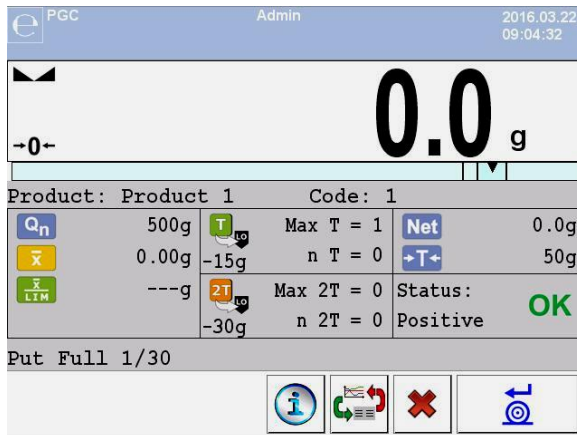 e PGC Admin 2016.03.22
09:04:32
0.0 g
→0←
Product: Product 1 Code: 1
Qn 500g T LO Max T = 1 Net 0.0g
x̄ 0.00g -15g n T = 0 →T← 50g
x̄ LIM ---g 2T LO Max 2T = 0 Status: OK
-30g n 2T = 0 Positive
Put Full 1/30
i